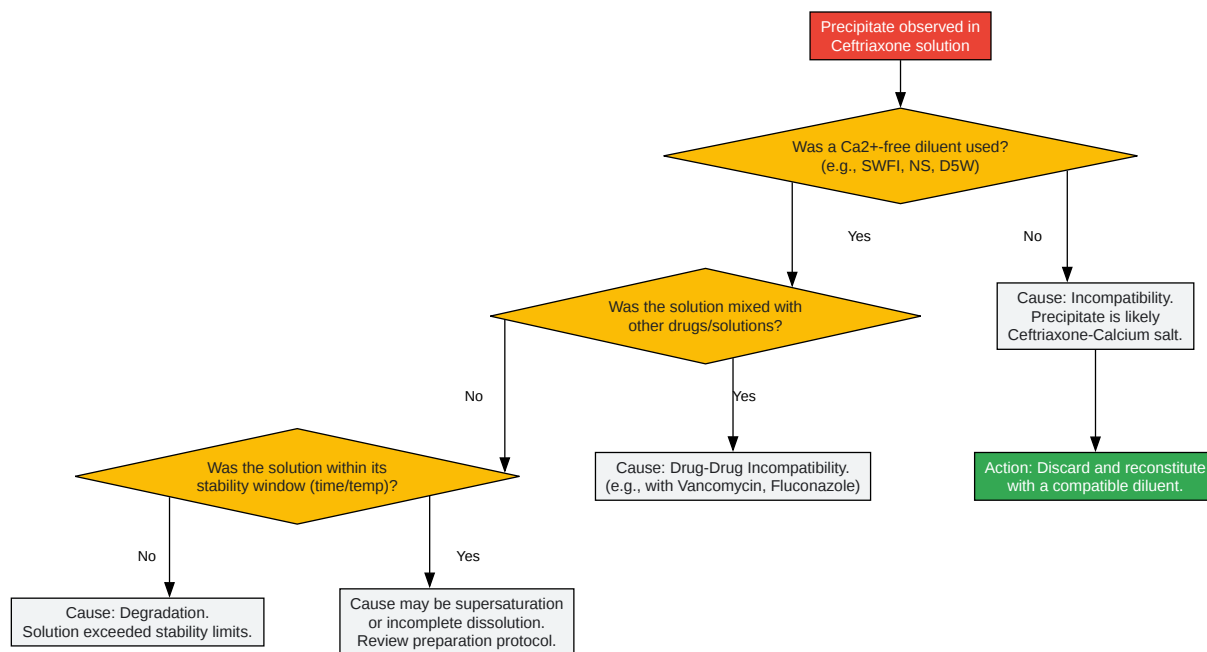 Precipitate observed in
Ceftriaxone solution
Was a Ca2+-free diluent used?
(e.g., SWFI, NS, D5W)
Yes
No
Was the solution mixed with
other drugs/solutions?
Cause: Incompatibility.
Precipitate is likely
Ceftriaxone-Calcium salt.
No
Yes
Was the solution within its
stability window (time/temp)?
Cause: Drug-Drug Incompatibility.
(e.g., with Vancomycin, Fluconazole)
Action: Discard and reconstitute
with a compatible diluent.
No
Yes
Cause: Degradation.
Solution exceeded stability limits.
Cause may be supersaturation
or incomplete dissolution.
Review preparation protocol.